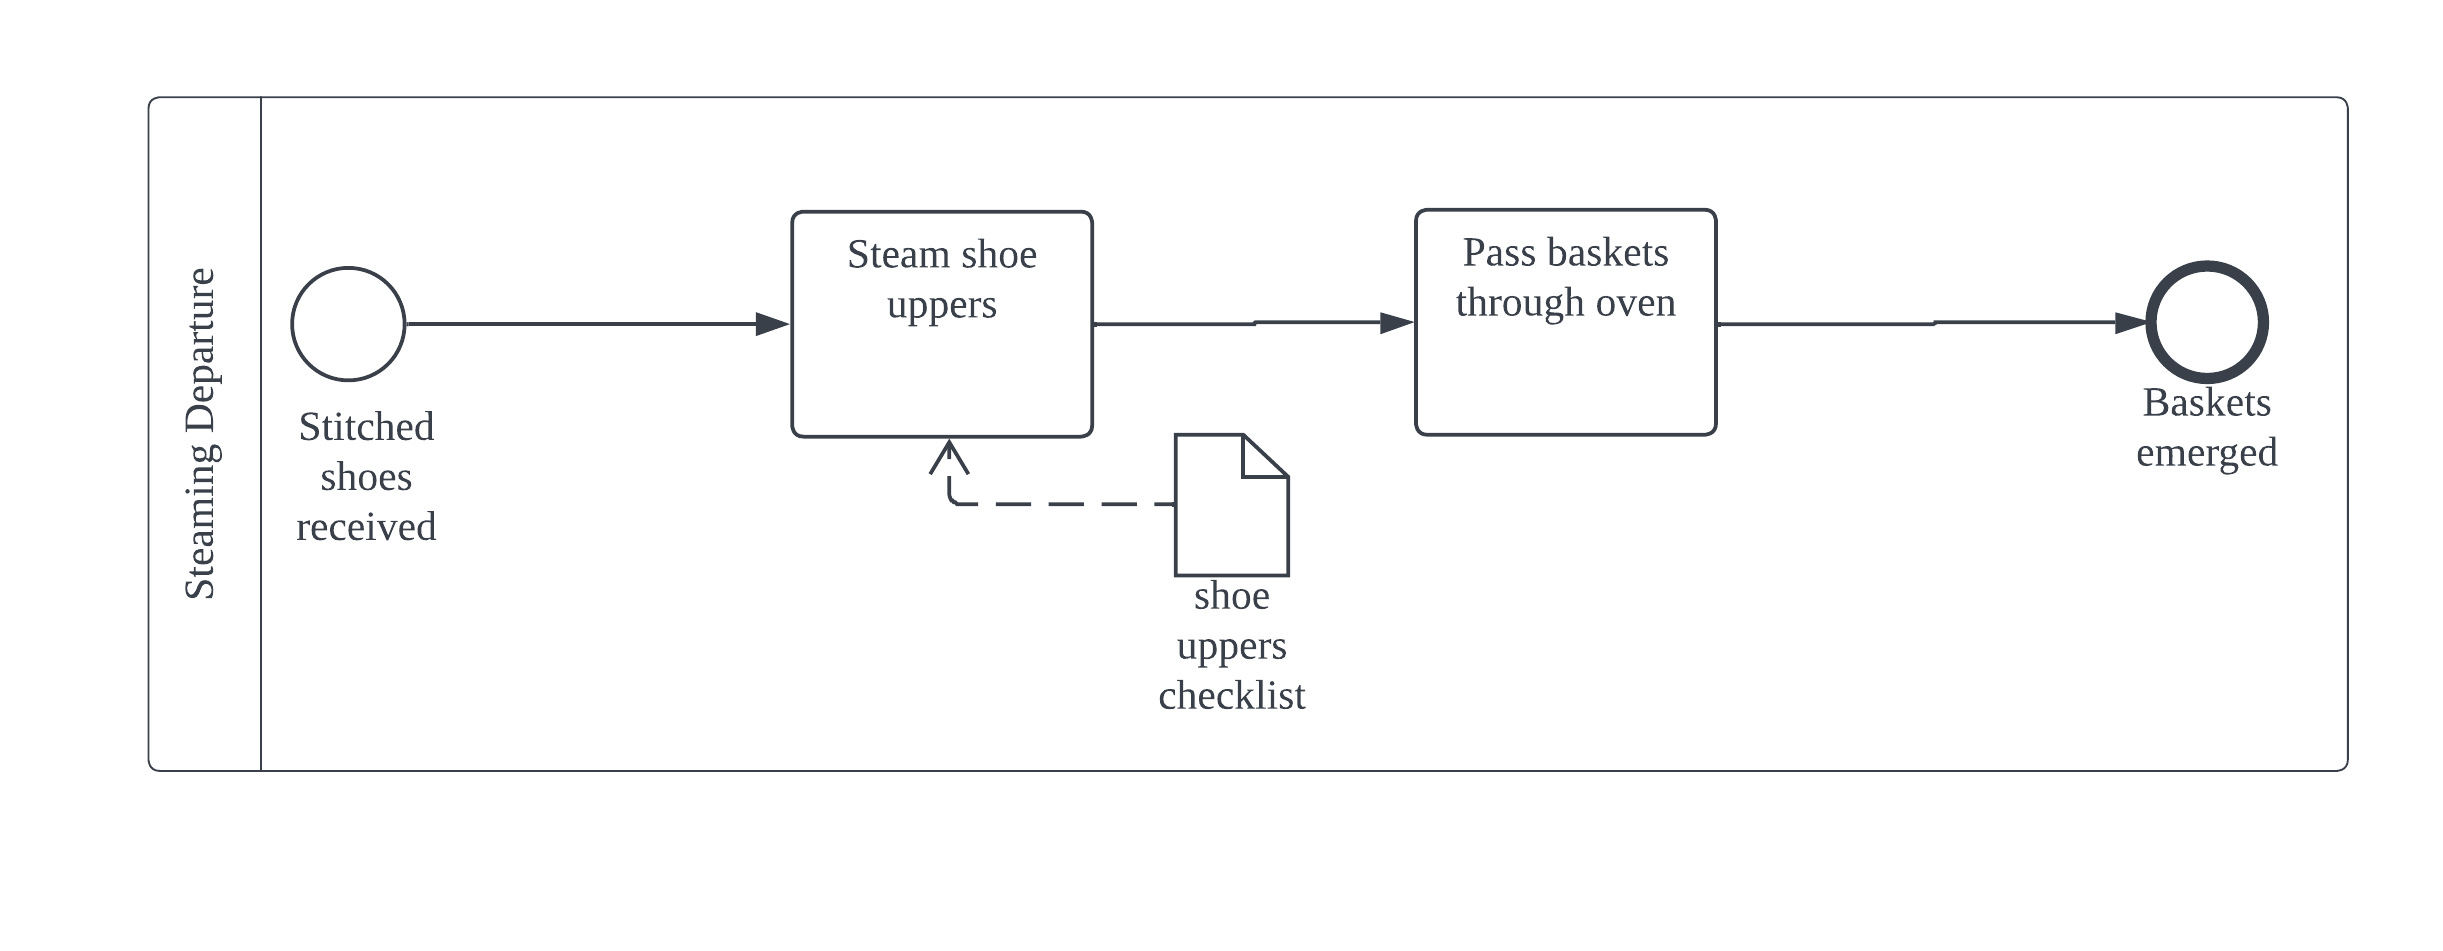 Steaming Departure
Stitched
shoes
received
Steam shoe
uppers
Pass baskets
through oven
Baskets
emerged
shoe
uppers
checklist